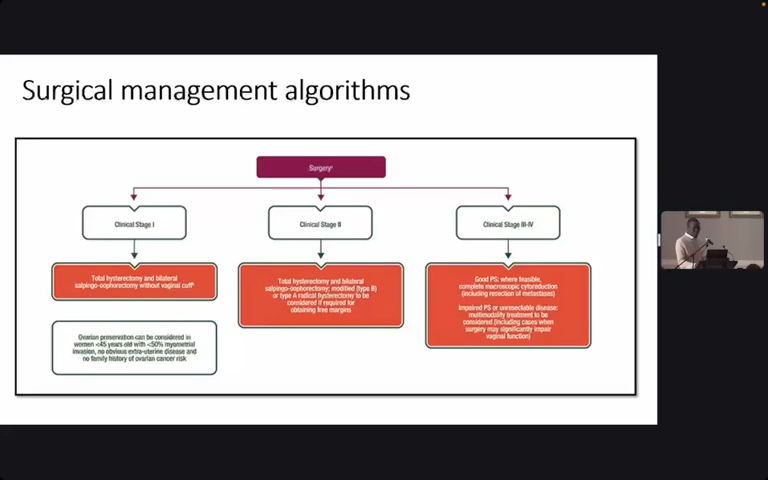 Surgical management algorithms
Surgery¹
Clinical Stage I
Clinical Stage II
Clinical Stage III-IV
Total hysterectomy and bilateral
salpingo-oophorectomy without vaginal cuff
Total hysterectomy and bilateral
salpingo-oophorectomy; modified (type B)
or type A radical hysterectomy to be
considered if required for
obtaining free margins
Good PS: where feasible,
complete macroscopic cytoreduction
(including resection of metastases)
Impaired PS or unresectable disease:
multimodality treatment to be
considered (including cases when
surgery may significantly impair
vaginal function)
Ovarian preservation can be considered in
women <45 years old with <50% myometrial
invasion, no obvious extra-uterine disease and
no family history of ovarian cancer risk